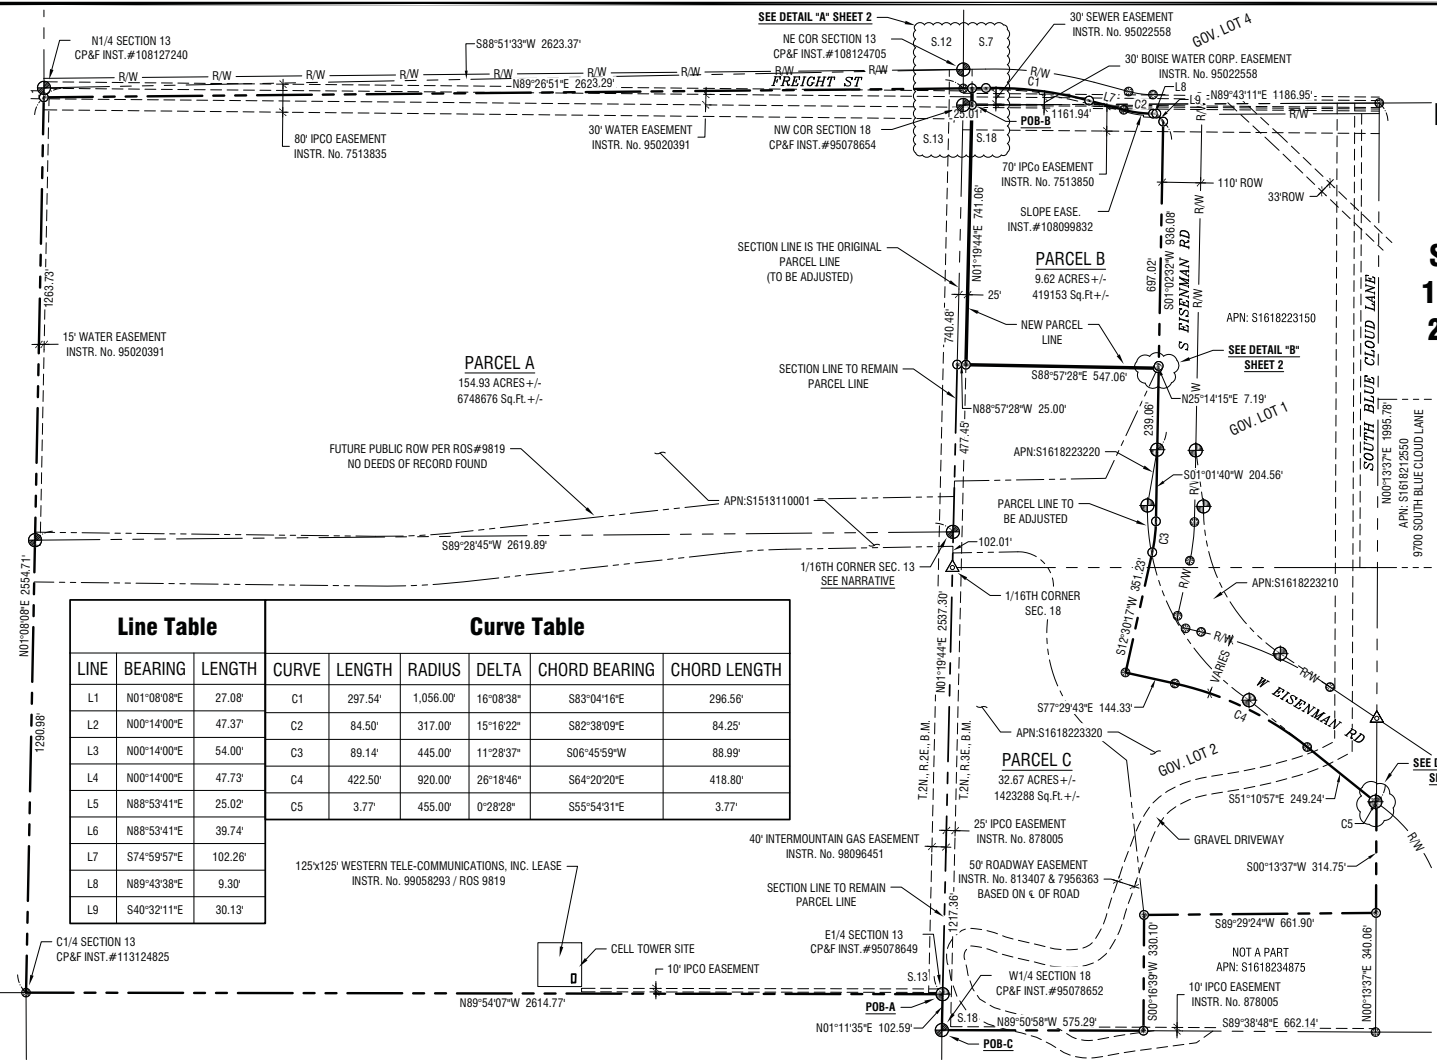 N1/4 SECTION 13
CP&F INST.#108127240
S88°51'33"W 2623.37'
SEE DETAIL "A" SHEET 2
NE COR SECTION 13
CP&F INST.#108124705
S.12
S.7
30' SEWER EASEMENT
INSTR. No. 95022558
GOV. LOT 4
30' BOISE WATER CORP. EASEMENT
INSTR. No. 95022558
R/W
R/W
R/W
R/W
R/W
R/W
R/W
N89°26'51"E 2623.29'
FREIGHT ST
R/W
C1
L7
L8
C2
L9
N89°43'11"E 1186.95'
R/W
R/W
25.01'
POB-B
1161.94'
80' IPCO EASEMENT
INSTR. No. 7513835
30' WATER EASEMENT
INSTR. No. 95020391
NW COR SECTION 18
CP&F INST.#95078654
S.13
S.18
70' IPCo EASEMENT
INSTR. No. 7513850
110' ROW
33'ROW
R/W
SLOPE EASE.
INST.#108099832
N01°19'44"E 741.06'
S01°02'32"W 936.08'
697.02'
S EISENMAN RD
R/W
SECTION LINE IS THE ORIGINAL
PARCEL LINE
(TO BE ADJUSTED)
PARCEL B
9.62 ACRES+/-
419153 Sq.Ft+/-
25'
NEW PARCEL
LINE
APN: S1618223150
SOUTH BLUE CLOUD LANE
S
1
2
1263.73'
15' WATER EASEMENT
INSTR. No. 95020391
740.48'
SEE DETAIL "B"
SHEET 2
PARCEL A
154.93 ACRES+/-
6748676 Sq.Ft.+/-
SECTION LINE TO REMAIN
PARCEL LINE
S88°57'28"E 547.06'
N88°57'28"W 25.00'
N25°14'15"E 7.19'
R/W
GOV. LOT 1
239.06'
477.45'
N00°13'37"E 1995.78'
APN: S1618212550
9700 SOUTH BLUE CLOUD LANE
FUTURE PUBLIC ROW PER ROS#9819
NO DEEDS OF RECORD FOUND
APN:S1618223220
S01°01'40"W 204.56'
R/W
APN:S1513110001
PARCEL LINE TO
BE ADJUSTED
C3
S89°28'45"W 2619.89'
102.01'
1/16TH CORNER SEC. 13
SEE NARRATIVE
1/16TH CORNER
SEC. 18
R/W
APN:S1618223210
N01°08'08"E 2554.71'
S12°30'17"W 351.23'
N01°19'44"E 2537.30'
R/W
VARIES
R/W
W EISENMAN RD
Line Table
LINE BEARING LENGTH
L1 N01°08'08"E 27.08'
L2 N00°14'00"E 47.37'
L3 N00°14'00"E 54.00'
L4 N00°14'00"E 47.73'
L5 N88°53'41"E 25.02'
L6 N88°53'41"E 39.74'
L7 S74°59'57"E 102.26'
L8 N89°43'38"E 9.30'
L9 S40°32'11"E 30.13'
Curve Table
CURVE LENGTH RADIUS DELTA CHORD BEARING CHORD LENGTH
C1 297.54' 1,056.00' 16°08'38" S83°04'16"E 296.56'
C2 84.50' 317.00' 15°16'22" S82°38'09"E 84.25'
C3 89.14' 445.00' 11°28'37" S06°45'59"W 88.99'
C4 422.50' 920.00' 26°18'46" S64°20'20"E 418.80'
C5 3.77' 455.00' 0°28'28" S55°54'31"E 3.77'
1290.98'
S77°29'43"E 144.33'
C4
APN:S1618223320
GOV. LOT 2
PARCEL C
32.67 ACRES+/-
1423288 Sq.Ft.+/-
T.2N., R.2E., B.M.
T.2N., R.3E., B.M.
SEE D
S51°10'57"E 249.24'
C5
R/W
25' IPCO EASEMENT
INSTR. No. 878005
40' INTERMOUNTAIN GAS EASEMENT
INSTR. No. 98096451
GRAVEL DRIVEWAY
50' ROADWAY EASEMENT
INSTR. No. 813407 & 7956363
BASED ON ℄ OF ROAD
S00°13'37"W 314.75'
125'x125' WESTERN TELE-COMMUNICATIONS, INC. LEASE
INSTR. No. 99058293 / ROS 9819
SECTION LINE TO REMAIN
PARCEL LINE
1217.36'
S89°29'24"W 661.90'
C1/4 SECTION 13
CP&F INST.#113124825
CELL TOWER SITE
E1/4 SECTION 13
CP&F INST.#95078649
S00°16'39"W 330.10'
NOT A PART
APN: S1618234875
N00°13'37"E 340.06'
10' IPCO EASEMENT
S.13
W1/4 SECTION 18
CP&F INST.#95078652
10' IPCO EASEMENT
INSTR. No. 878005
N89°54'07"W 2614.77'
POB-A
S.18
N01°11'35"E 102.59'
N89°50'58"W 575.29'
S89°38'48"E 662.14'
POB-C